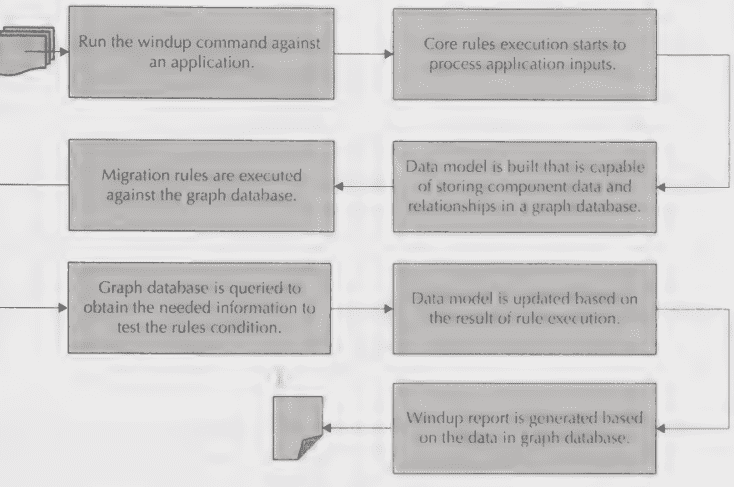 Run the windup command against
an application.
Core rules execution starts to
process application inputs.
Migration rules are executed
against the graph database.
Data model is built that is capable
of storing component data and
relationships in a graph database.
Graph database is queried to
obtain the needed information to
test the rules condition.
Data model is updated based on
the result of rule execution.
Windup report is generated based
on the data in graph database.